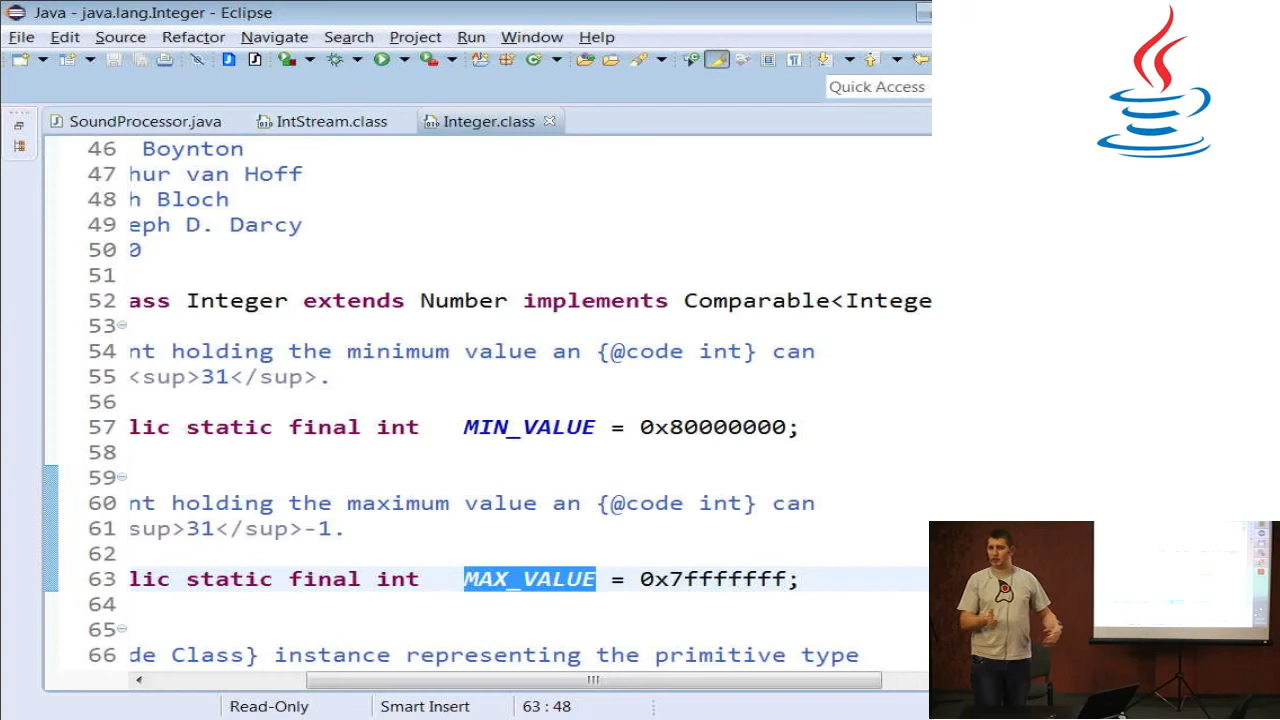 Java - java.lang.Integer - Eclipse
File Edit Source Refactor Navigate Search Project Run Window Help
Quick Access
SoundProcessor.java IntStream.class Integer.class
46 Boynton
47 hur van Hoff
48 h Bloch
49 eph D. Darcy
50 0
51
52 ass Integer extends Number implements Comparable<Intege
53
54 nt holding the minimum value an {@code int} can
55 <sup>31</sup>.
56
57 lic static final int MIN_VALUE = 0x80000000;
58
59
60 nt holding the maximum value an {@code int} can
61 sup>31</sup>-1.
62
63 lic static final int MAX_VALUE = 0x7fffffff;
64
65
66 de Class} instance representing the primitive type
Read-Only Smart Insert 63 : 48